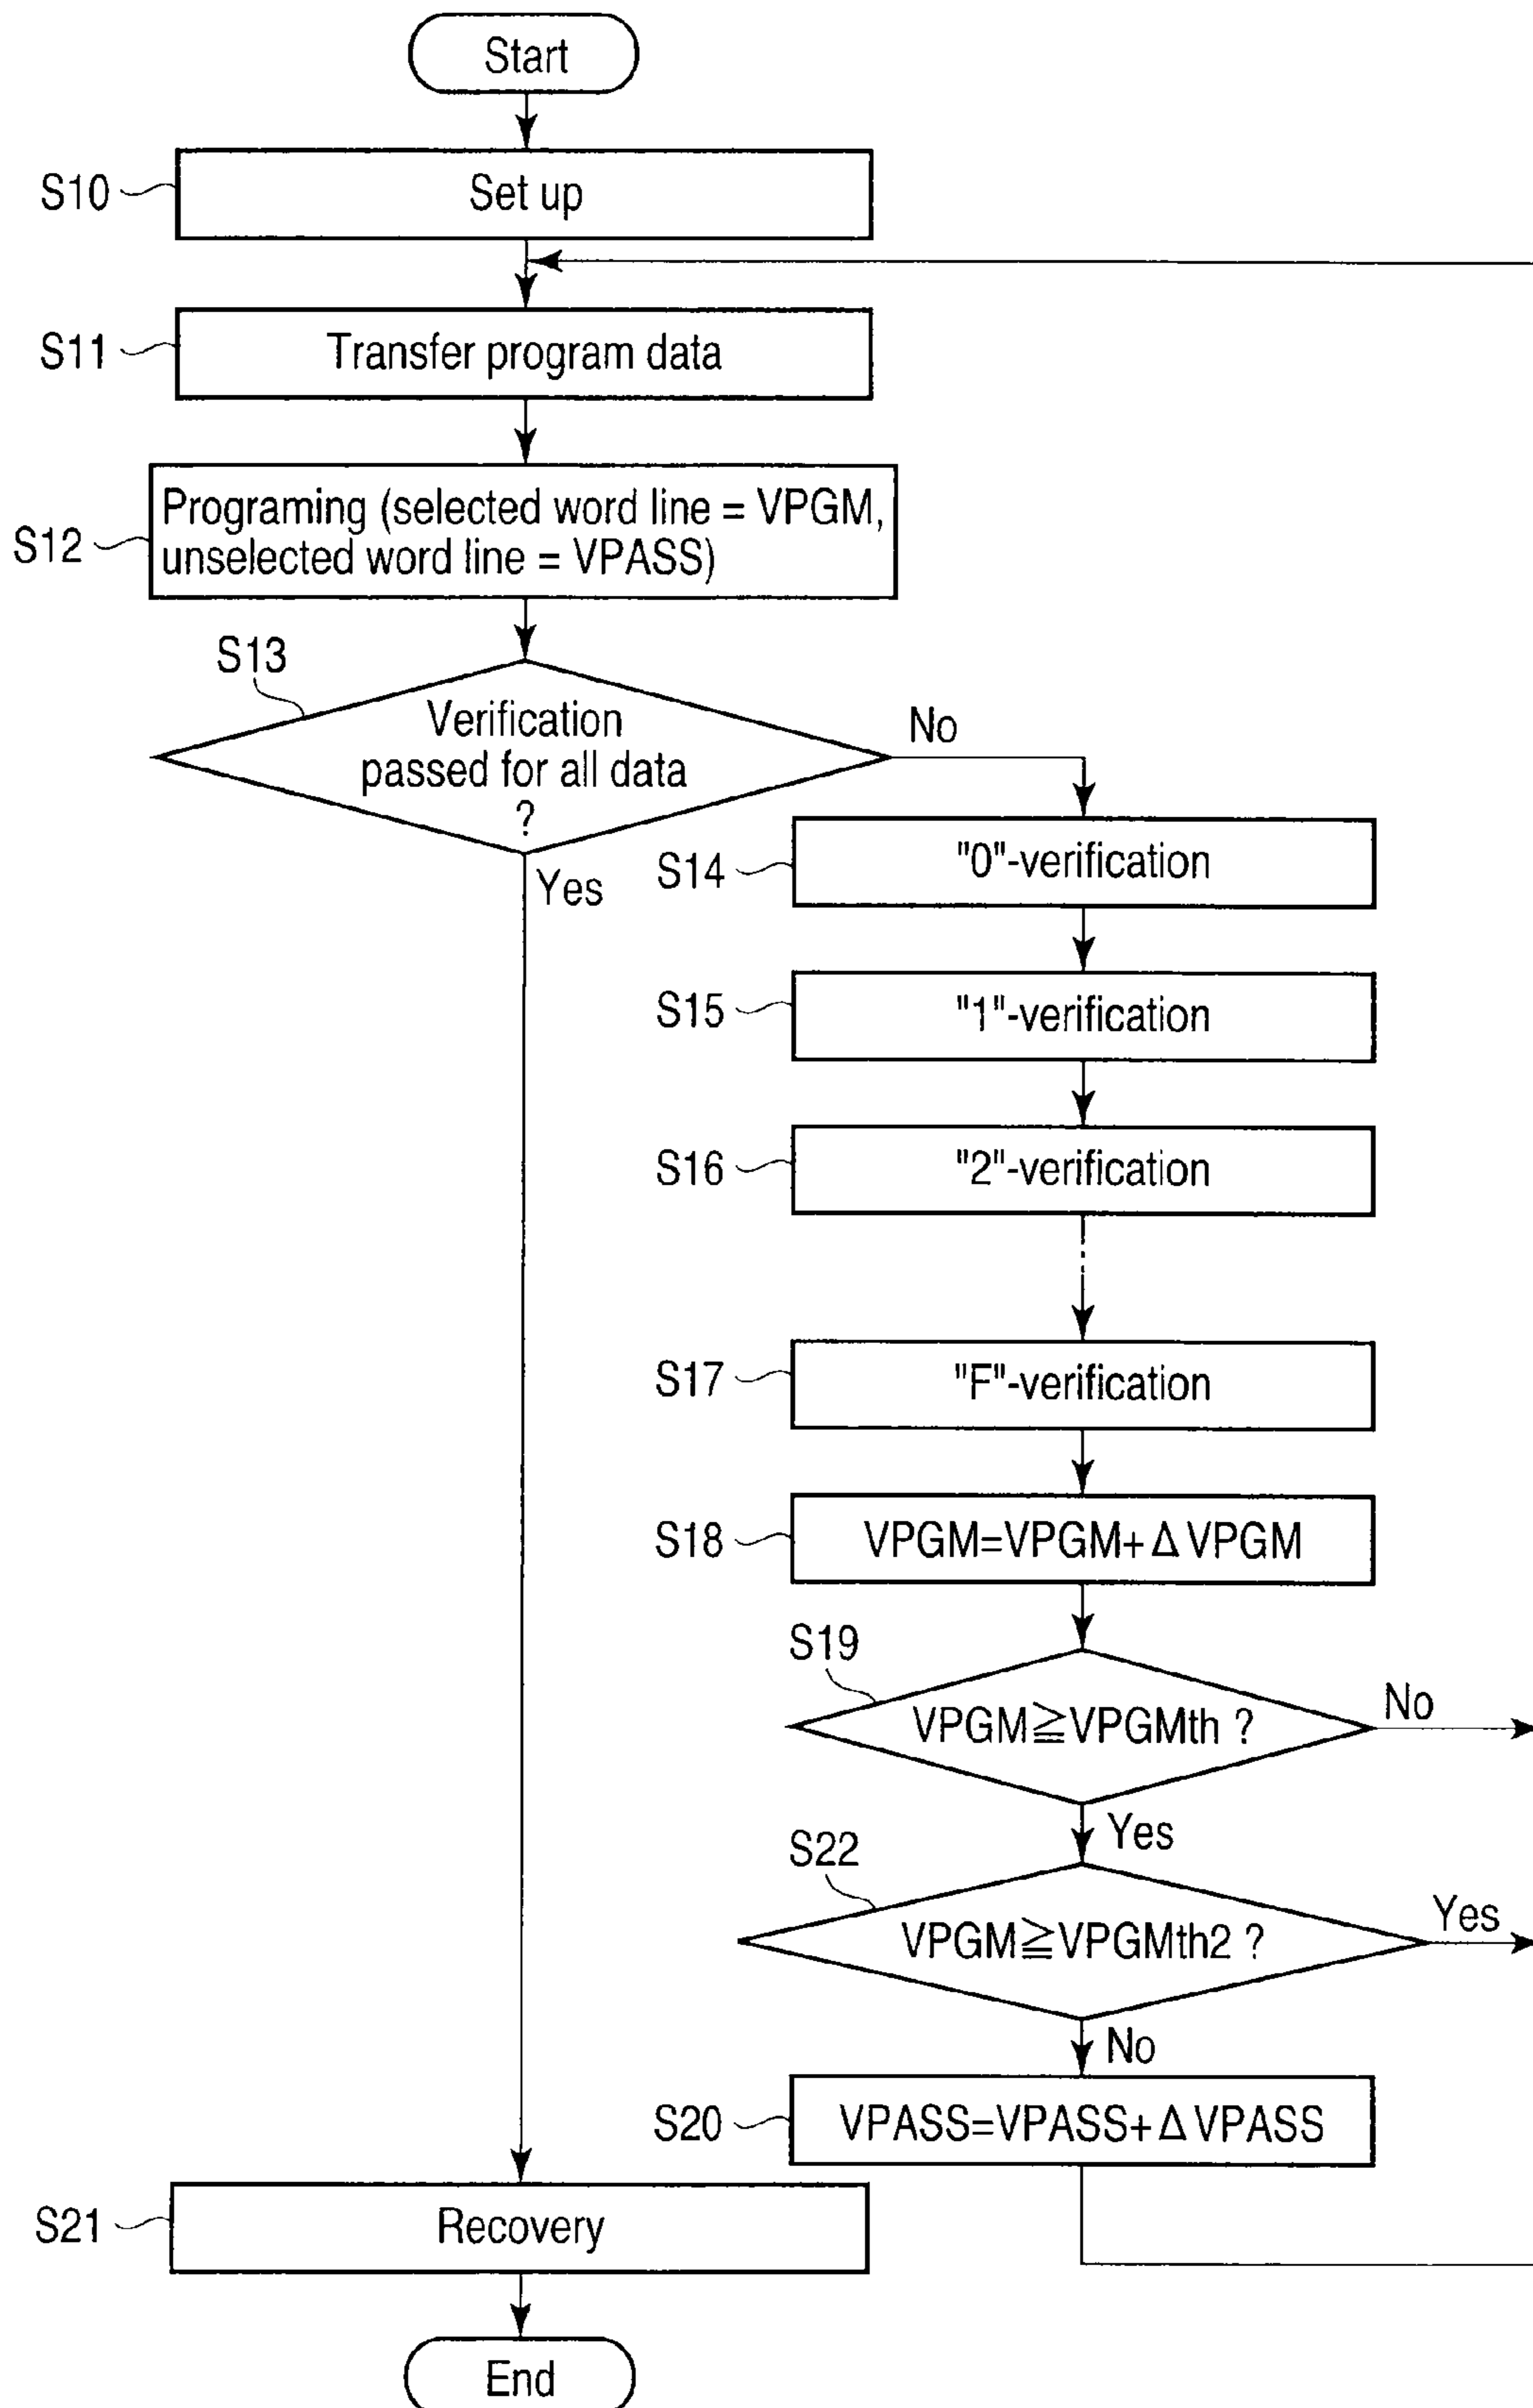 Start
S10
Set up
S11
Transfer program data
S12
Programing (selected word line = VPGM,
unselected word line = VPASS)
S13
Verification
passed for all data
?
No
Yes
S14
"0"-verification
S15
"1"-verification
S16
"2"-verification
S17
"F"-verification
S18
VPGM=VPGM+ Δ VPGM
S19
VPGM≧VPGMth ?
No
Yes
S22
VPGM≧VPGMth2 ?
Yes
No
S20
VPASS=VPASS+ Δ VPASS
S21
Recovery
End